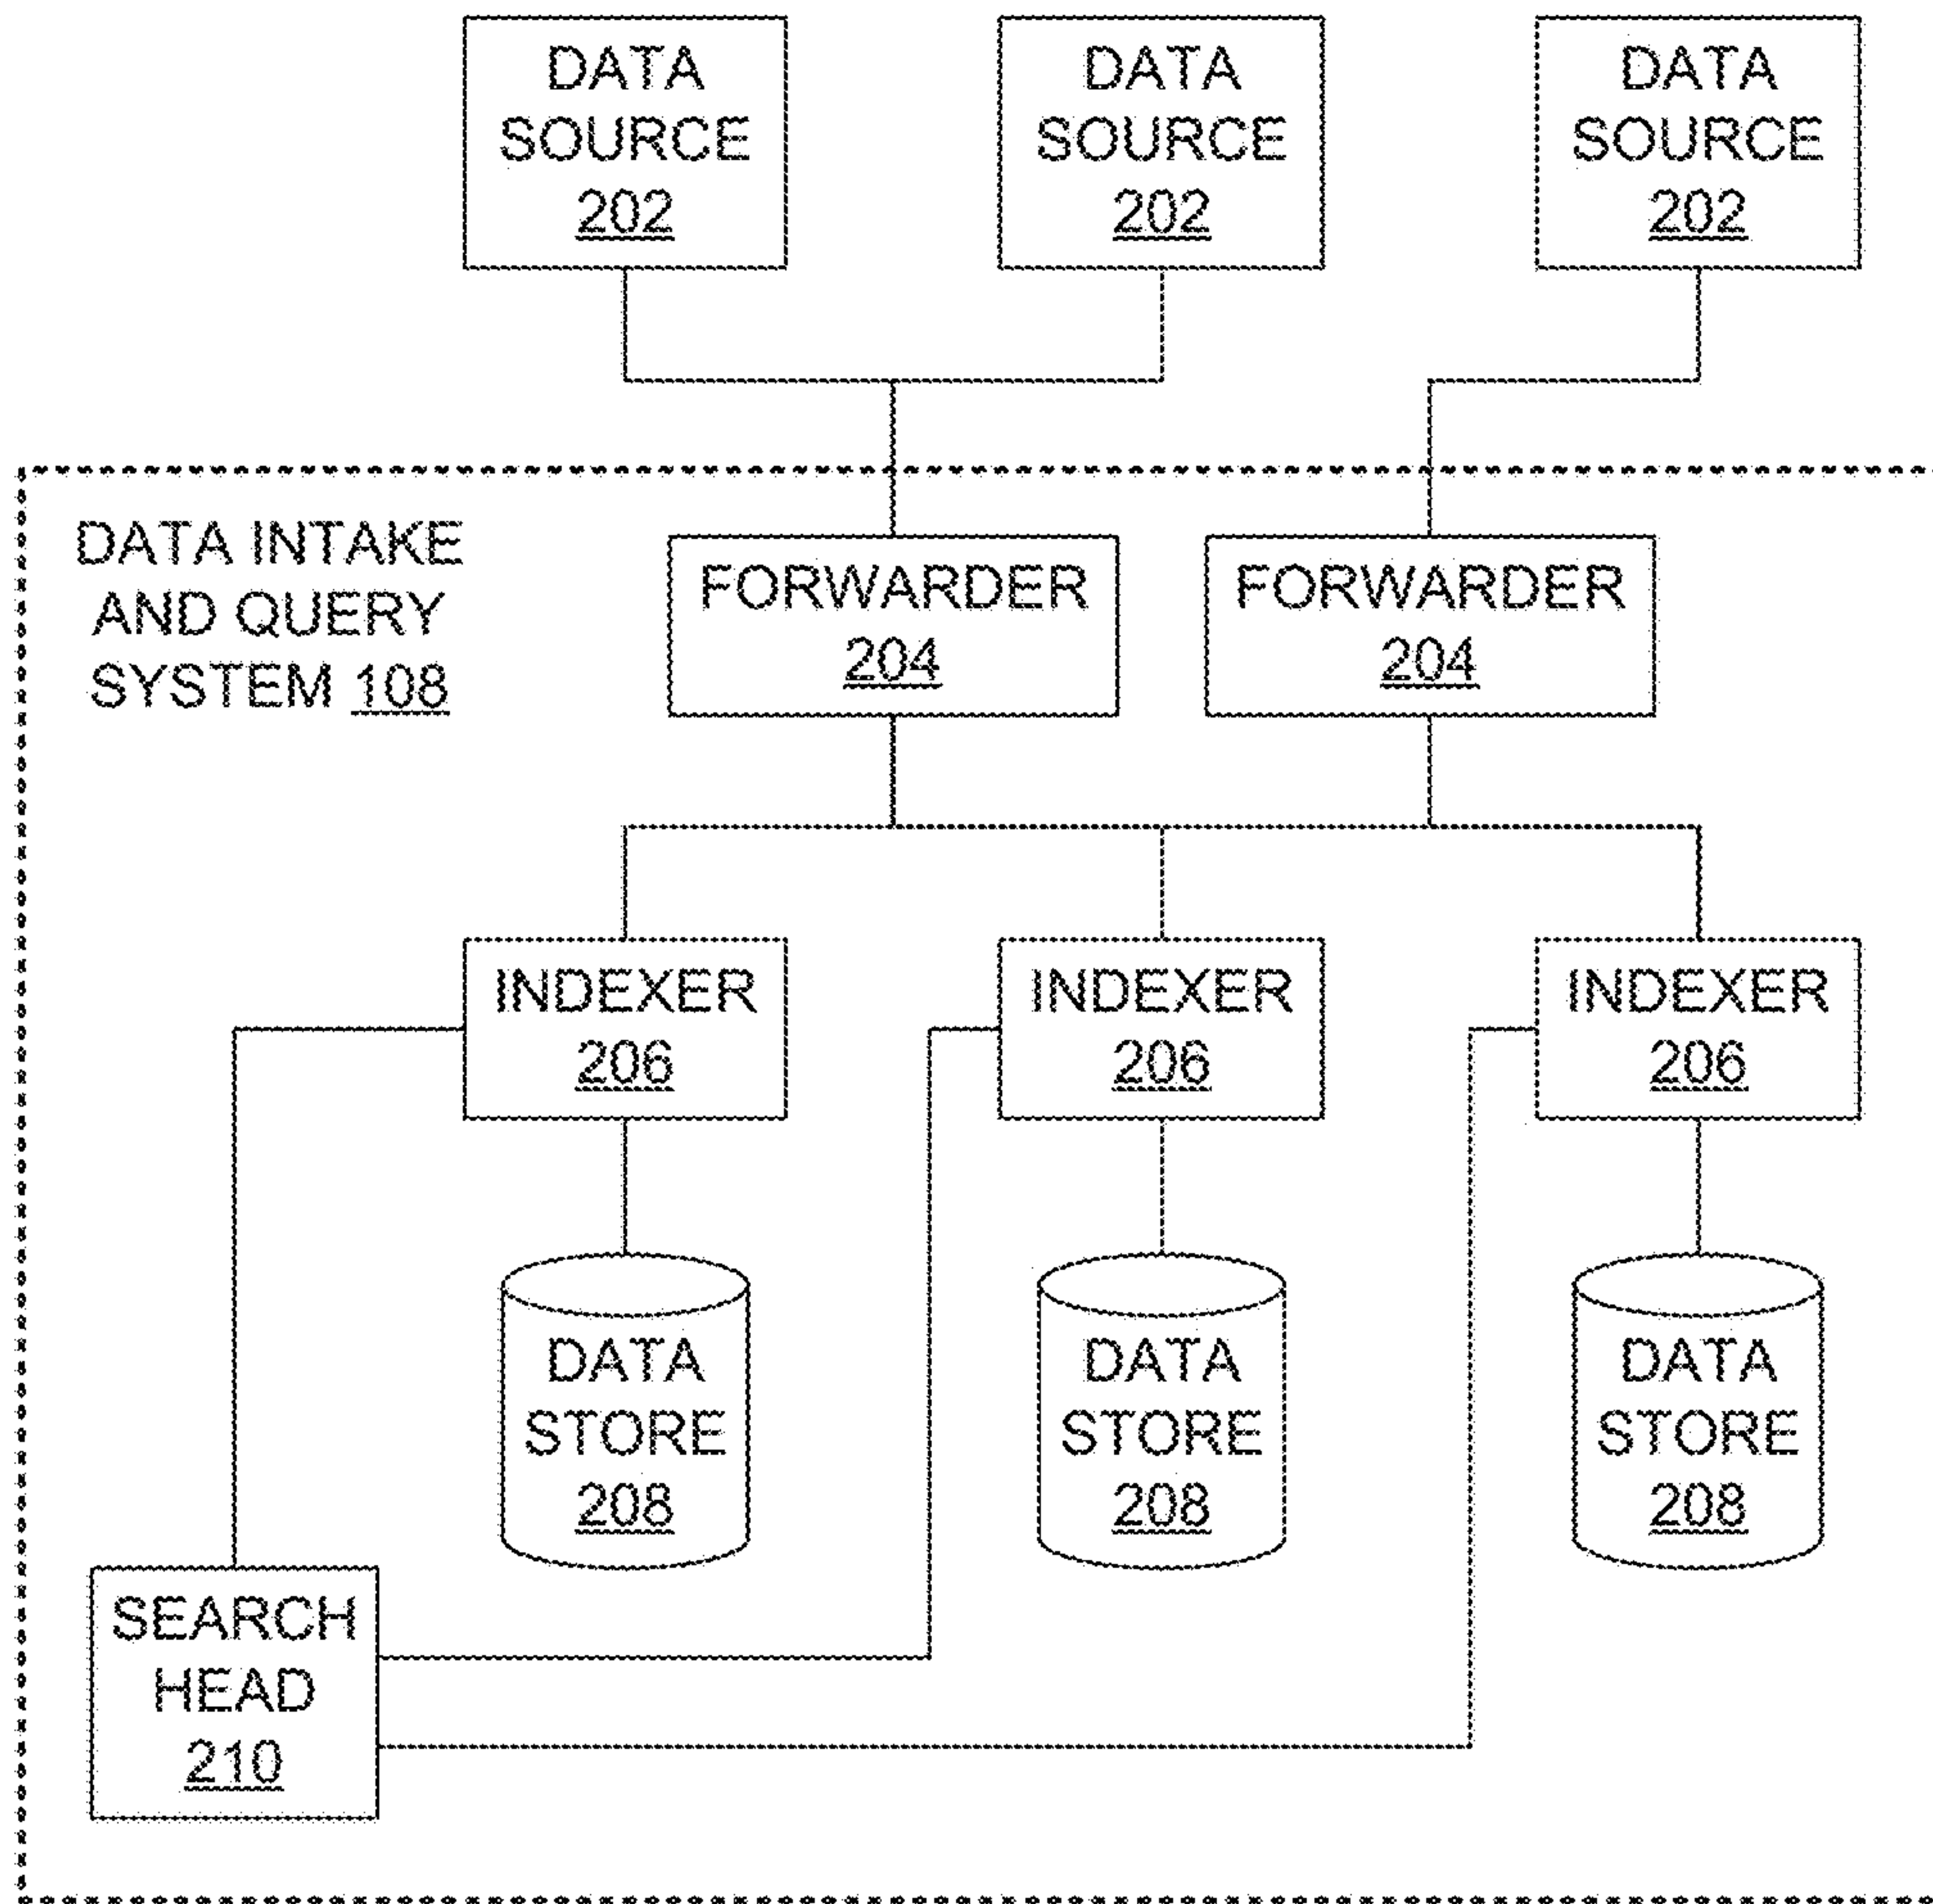 DATA
SOURCE
202
DATA
SOURCE
202
DATA
SOURCE
202
DATA INTAKE
AND QUERY
SYSTEM 108
FORWARDER
204
FORWARDER
204
INDEXER
206
INDEXER
206
INDEXER
206
DATA
STORE
208
DATA
STORE
208
DATA
STORE
208
SEARCH
HEAD
210